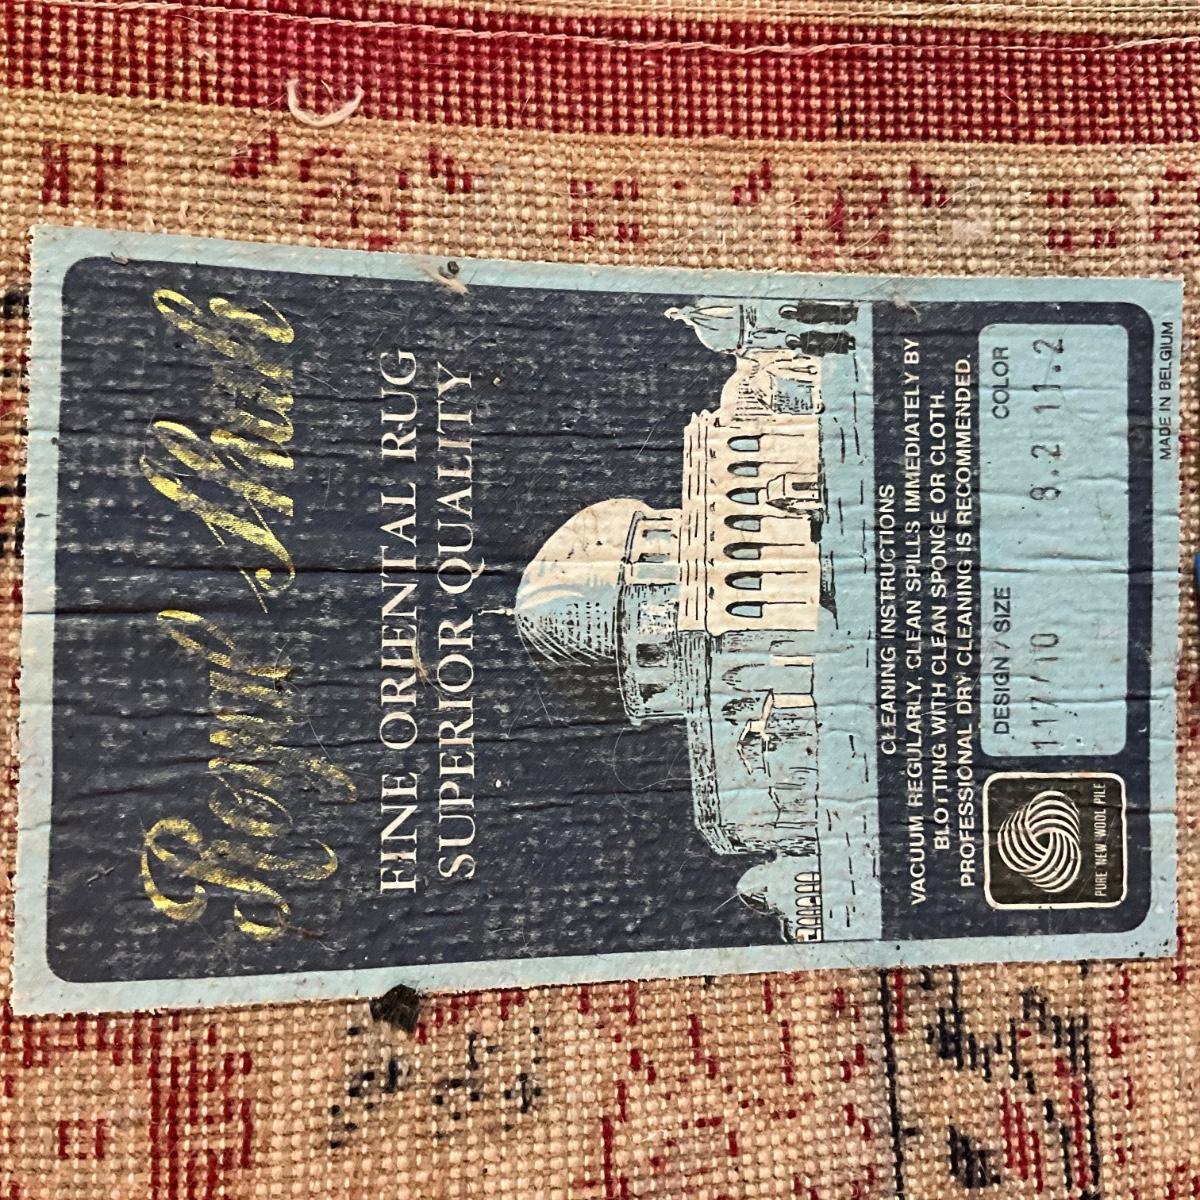 Royal Shah
FINE ORIENTAL RUG
SUPERIOR QUALITY
CLEANING INSTRUCTIONS
VACUUM REGULARLY. CLEAN SPILLS IMMEDIATELY BY
BLOTTING WITH CLEAN SPONGE OR CLOTH.
PROFESSIONAL DRY CLEANING IS RECOMMENDED.
DESIGN / SIZE COLOR
117/10 8.2 11.2
PURE NEW WOOL PILE
MADE IN BELGIUM